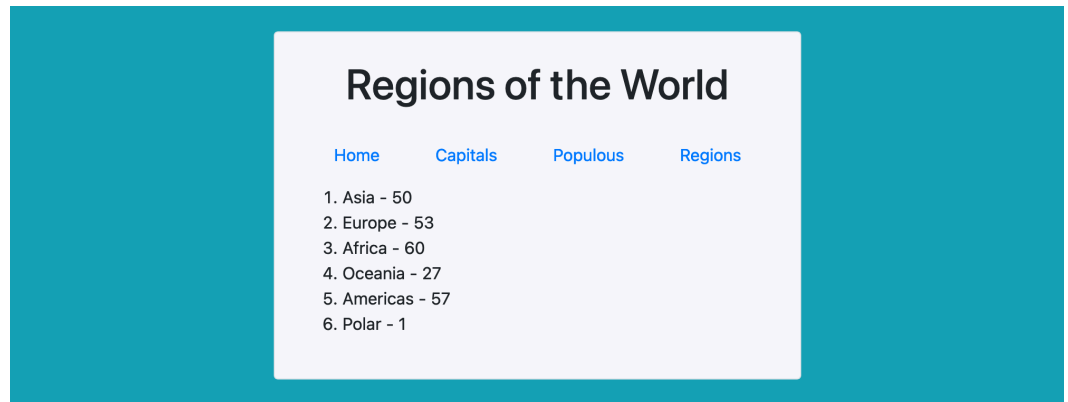 Regions of the World
Home Capitals Populous Regions
1. Asia - 50
2. Europe - 53
3. Africa - 60
4. Oceania - 27
5. Americas - 57
6. Polar - 1